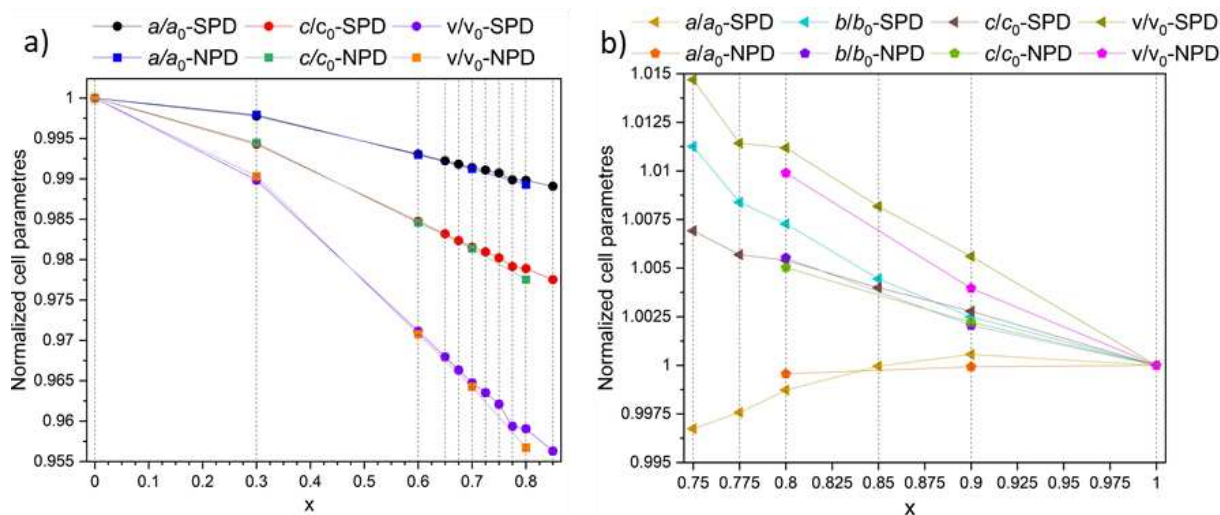 a)
a/a₀-SPD c/c₀-SPD v/v₀-SPD
a/a₀-NPD c/c₀-NPD v/v₀-NPD
Normalized cell parametres
1
0.995
0.99
0.985
0.98
0.975
0.97
0.965
0.96
0.955
0 0.1 0.2 0.3 0.4 0.5 0.6 0.7 0.8
x
b)
a/a₀-SPD b/b₀-SPD c/c₀-SPD v/v₀-SPD
a/a₀-NPD b/b₀-NPD c/c₀-NPD v/v₀-NPD
Normalized cell parametres
1.015
1.0125
1.01
1.0075
1.005
1.0025
1
0.9975
0.995
0.75 0.775 0.8 0.825 0.85 0.875 0.9 0.925 0.95 0.975 1
x